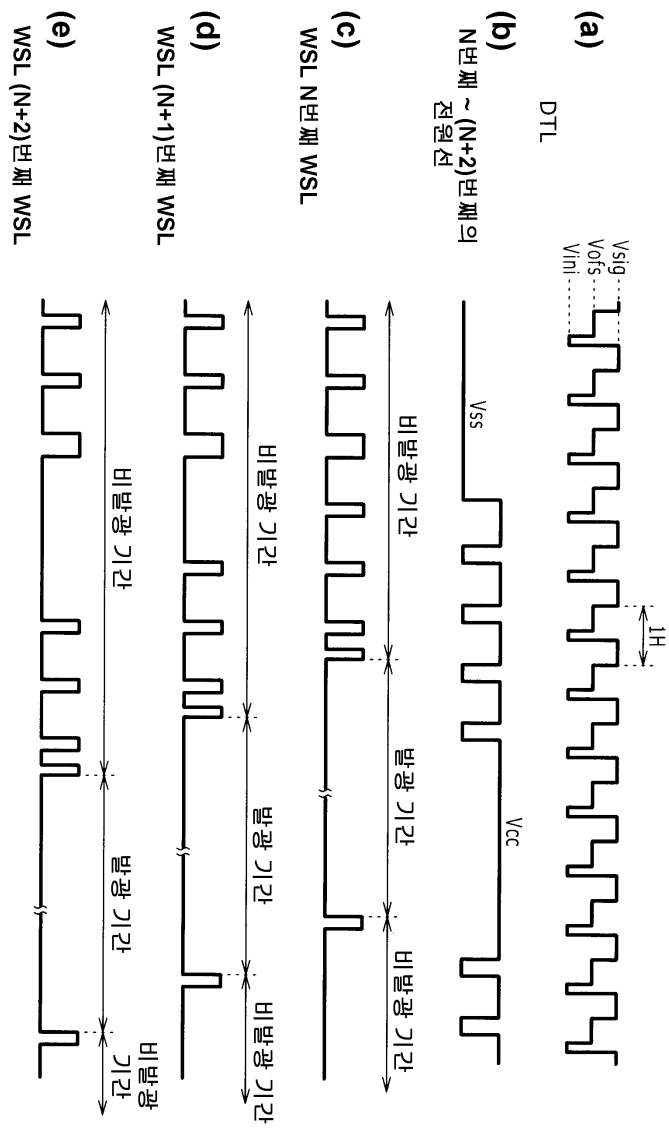 (a)
DTL
Vsig
Vofs
Vini
1H
(b)
N번째 ~ (N+2)번째의
전원선
Vss
Vcc
(c)
WSL N번째 WSL
비발광 기간
발광 기간
비발광 기간
(d)
WSL (N+1)번째 WSL
비발광 기간
발광 기간
비발광 기간
(e)
WSL (N+2)번째 WSL
비발광 기간
발광 기간
비발광
기간